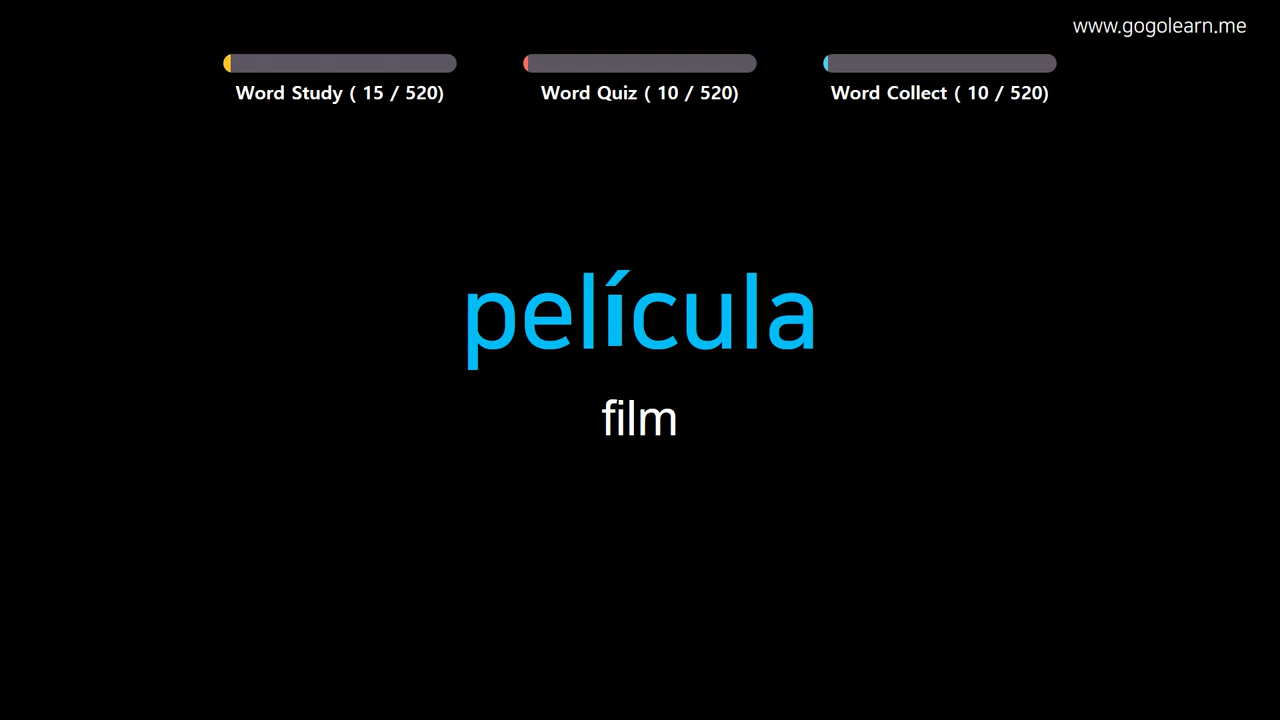 www.gogolearn.me
Word Study ( 15 / 520)
Word Quiz ( 10 / 520)
Word Collect ( 10 / 520)
película
film